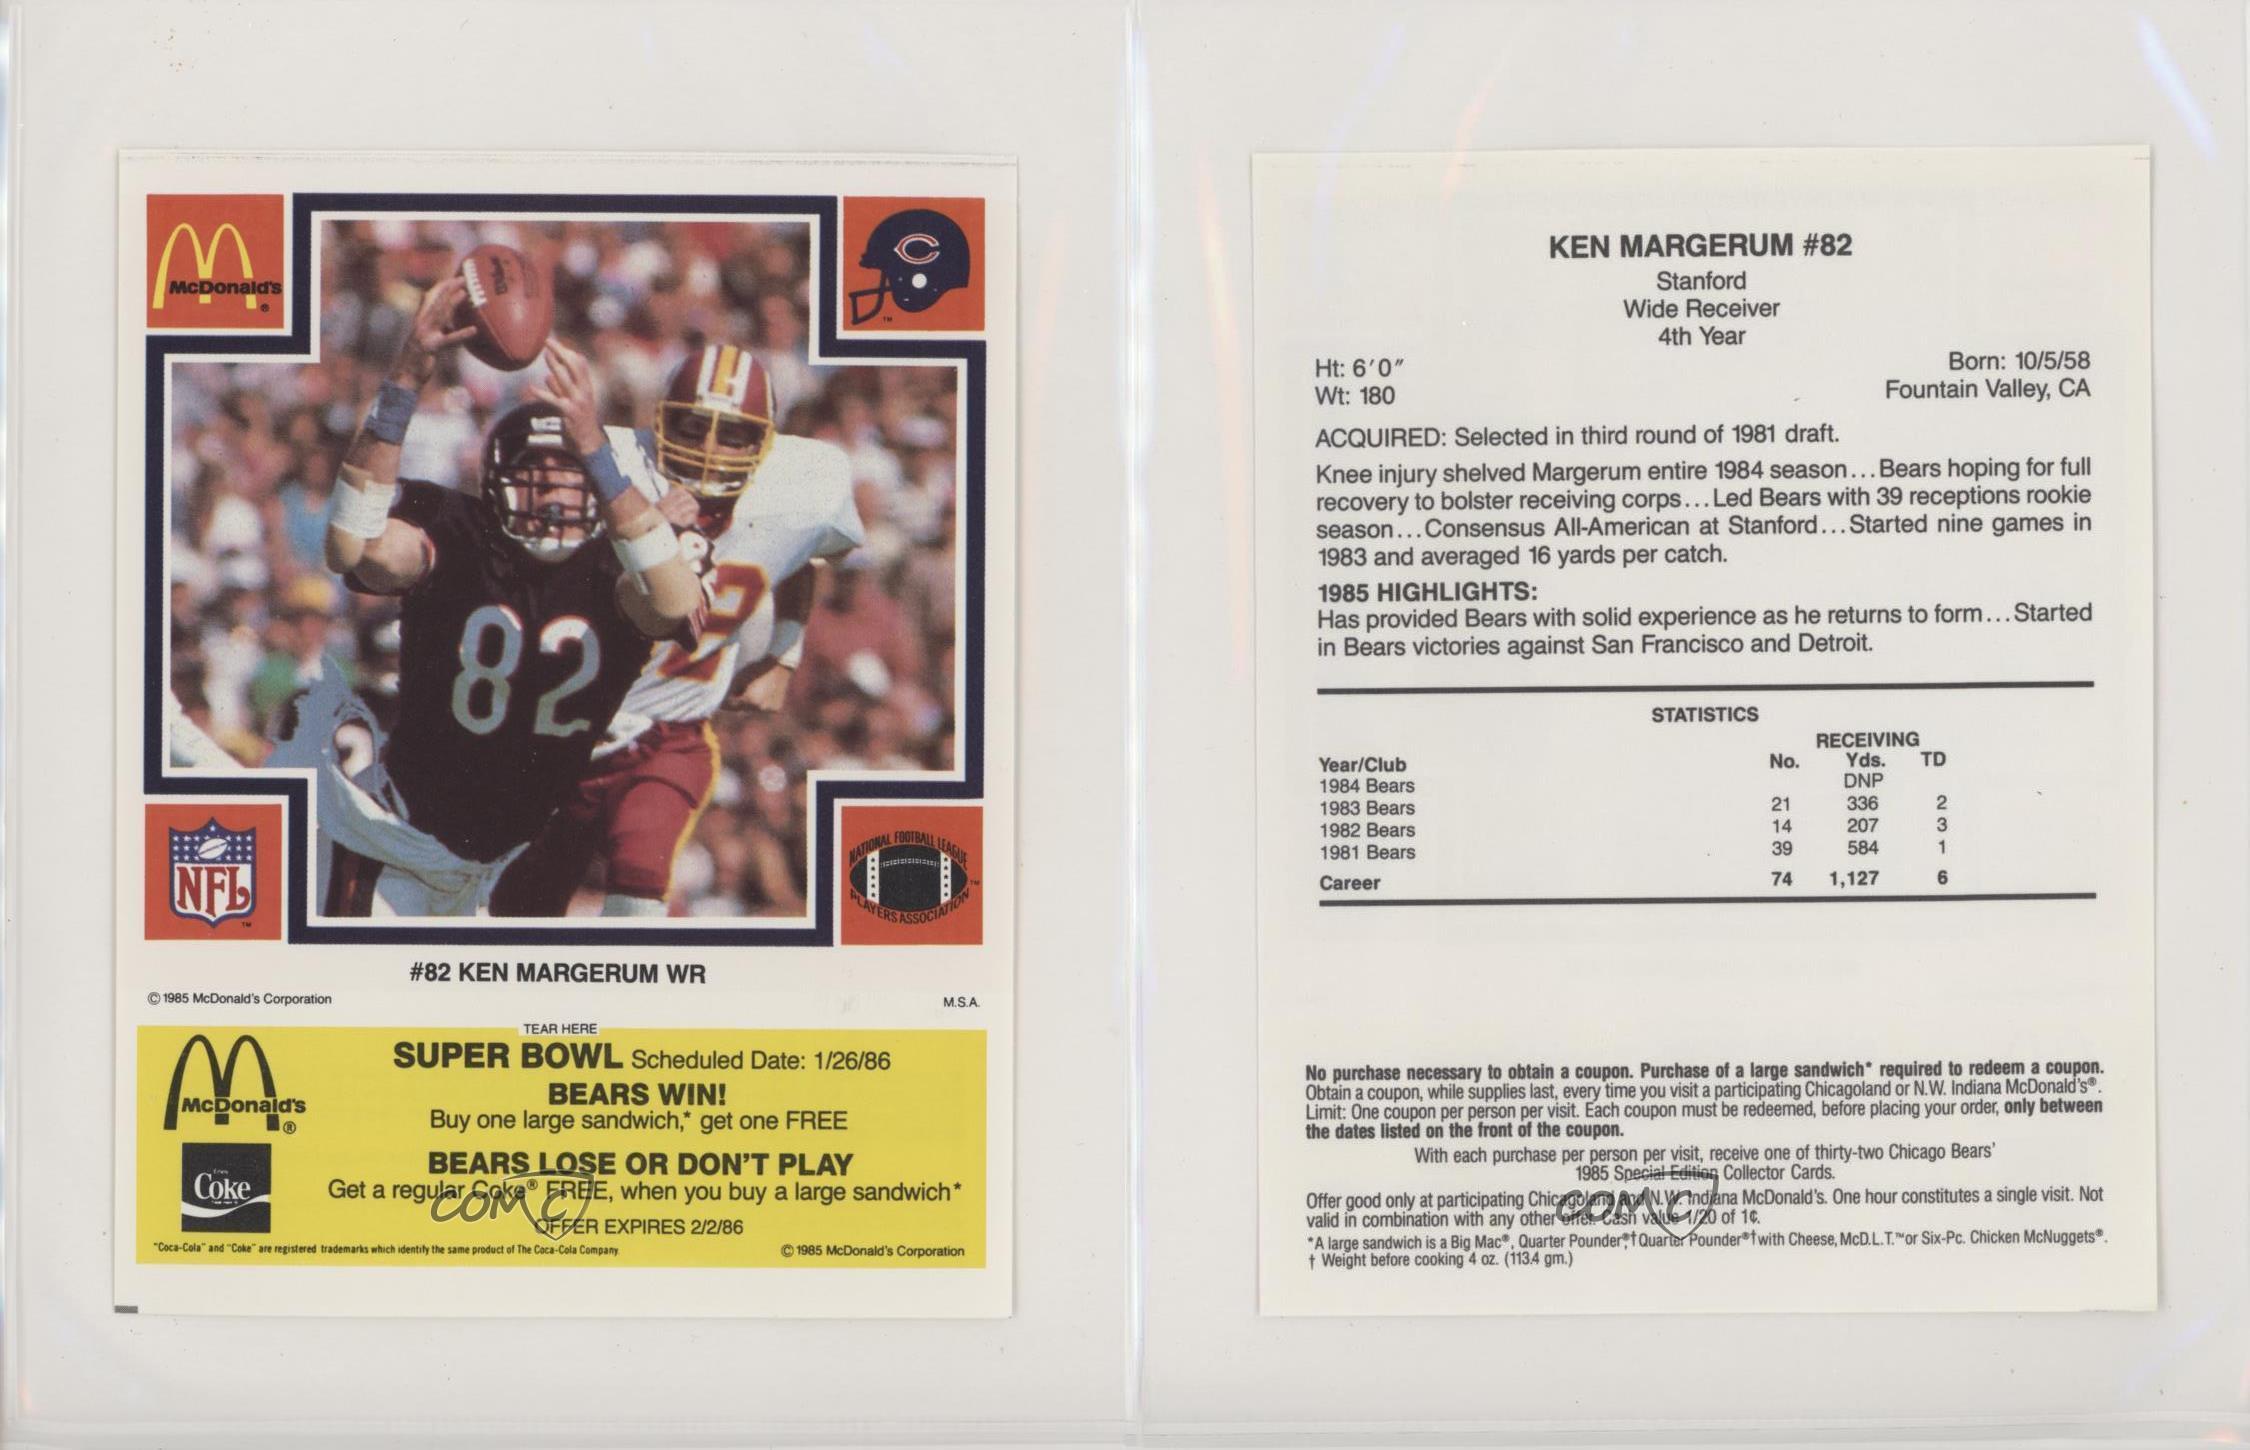 McDonald's ®
C
™
82
2
NFL
™
NATIONAL FOOTBALL LEAGUE
PLAYERS ASSOCIATION
™
#82 KEN MARGERUM WR
© 1985 McDonald's Corporation
M.S.A.
TEAR HERE
SUPER BOWL Scheduled Date: 1/26/86
BEARS WIN!
Buy one large sandwich,* get one FREE
McDonald's ®
BEARS LOSE OR DON'T PLAY
Get a regular Coke® FREE, when you buy a large sandwich*
Coke
COMC
OFFER EXPIRES 2/2/86
"Coca-Cola" and "Coke" are registered trademarks which identify the same product of The Coca-Cola Company.
© 1985 McDonald's Corporation
KEN MARGERUM #82
Stanford
Wide Receiver
4th Year
Ht: 6′0″
Wt: 180
Born: 10/5/58
Fountain Valley, CA
ACQUIRED: Selected in third round of 1981 draft.
Knee injury shelved Margerum entire 1984 season...Bears hoping for full
recovery to bolster receiving corps...Led Bears with 39 receptions rookie
season...Consensus All-American at Stanford...Started nine games in
1983 and averaged 16 yards per catch.
1985 HIGHLIGHTS:
Has provided Bears with solid experience as he returns to form...Started
in Bears victories against San Francisco and Detroit.
STATISTICS
RECEIVING
Year/Club No. Yds. TD
1984 Bears DNP
1983 Bears 21 336 2
1982 Bears 14 207 3
1981 Bears 39 584 1
Career 74 1,127 6
No purchase necessary to obtain a coupon. Purchase of a large sandwich* required to redeem a coupon.
Obtain a coupon, while supplies last, every time you visit a participating Chicagoland or N.W. Indiana McDonald's®.
Limit: One coupon per person per visit. Each coupon must be redeemed, before placing your order, only between
the dates listed on the front of the coupon.
With each purchase per person per visit, receive one of thirty-two Chicago Bears'
1985 Special Edition Collector Cards.
Offer good only at participating Chicagoland and N.W. Indiana McDonald's. One hour constitutes a single visit. Not
valid in combination with any other offer. Cash value 1/20 of 1¢.
COMC
*A large sandwich is a Big Mac®, Quarter Pounder®,† Quarter Pounder®† with Cheese, McD.L.T.™ or Six-Pc. Chicken McNuggets®.
† Weight before cooking 4 oz. (113.4 gm.)